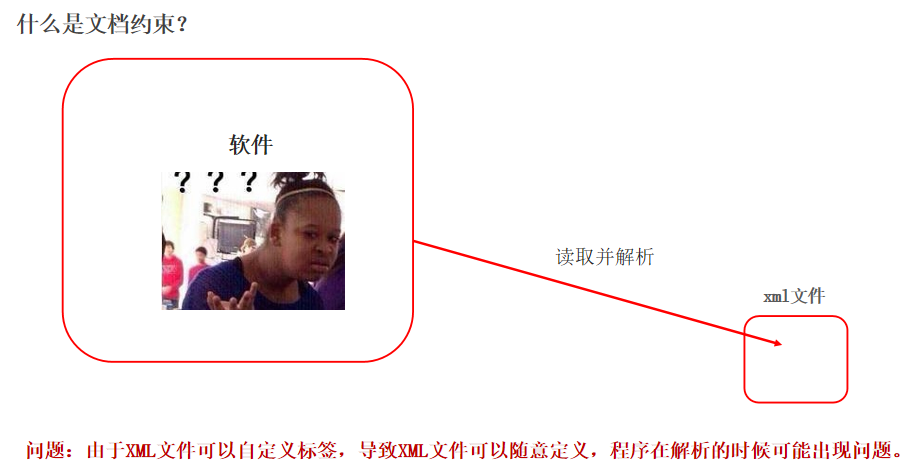 什么是文档约束？
软件
? ? ?
读取并解析
xml文件
问题：由于XML文件可以自定义标签，导致XML文件可以随意定义，程序在解析的时候可能出现问题。